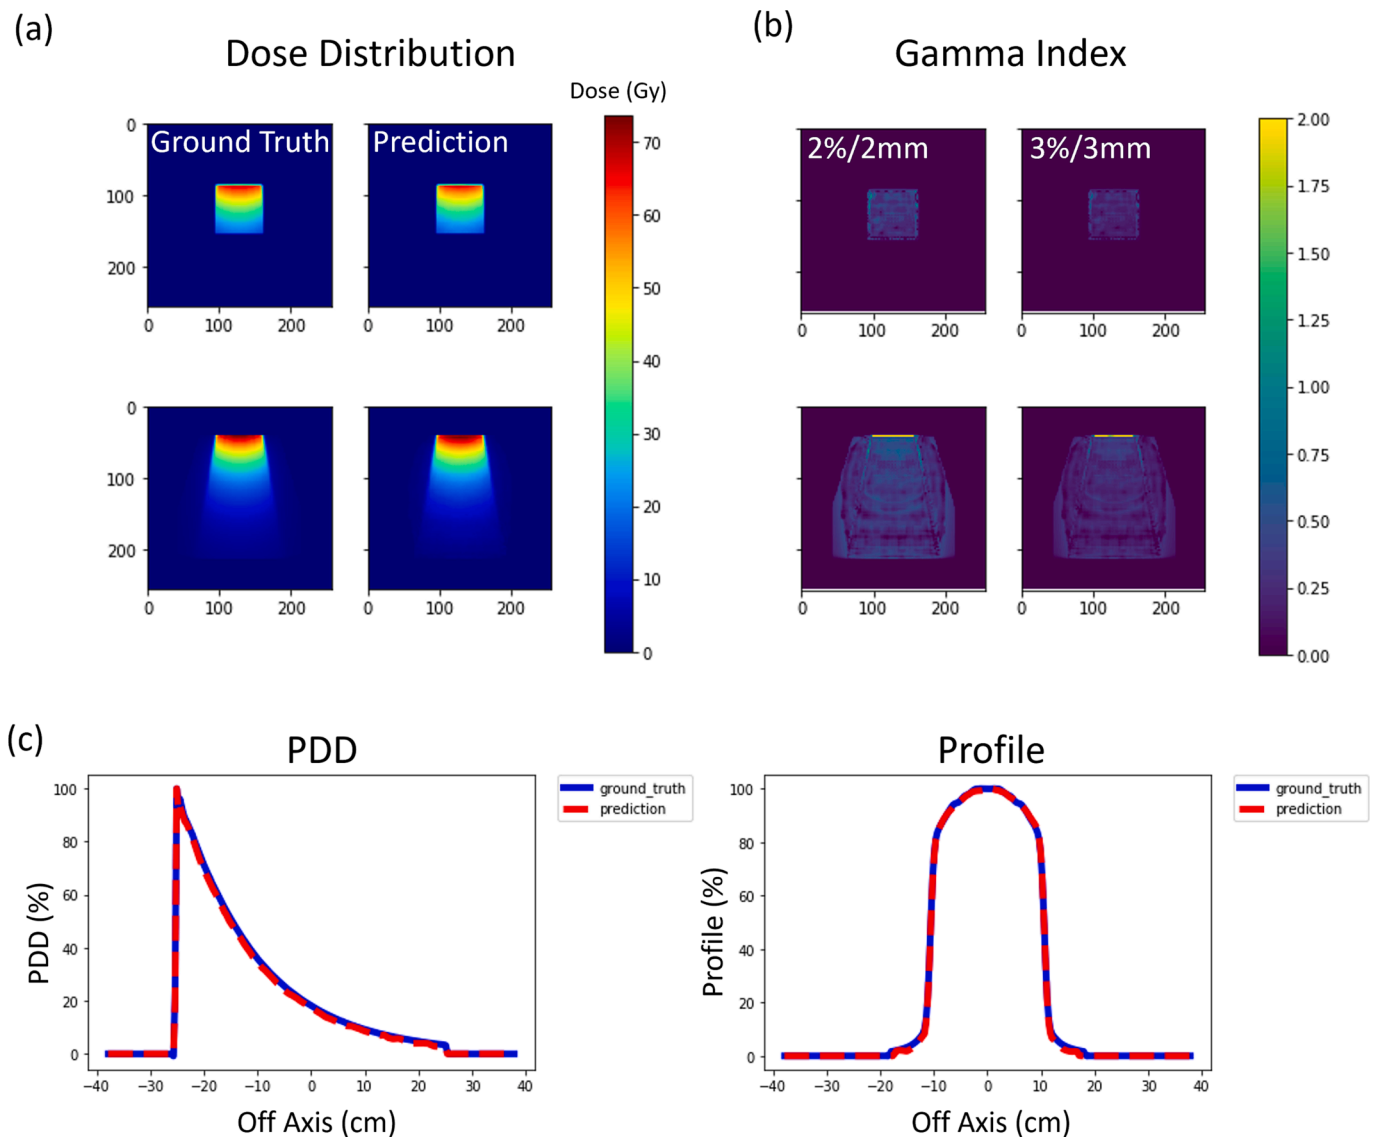 (a)
Dose Distribution
Dose (Gy)
Ground Truth
Prediction
0
100
200
0 100 200
0 100 200
0
100
200
0 100 200
0 100 200
70
60
50
40
30
20
10
0
(b)
Gamma Index
2%/2mm
3%/3mm
0 100 200
0 100 200
0 100 200
0 100 200
2.00
1.75
1.50
1.25
1.00
0.75
0.50
0.25
0.00
(c)
PDD
PDD (%)
100
80
60
40
20
0
−40 −30 −20 −10 0 10 20 30 40
Off Axis (cm)
ground_truth
prediction
Profile
Profile (%)
100
80
60
40
20
0
−40 −30 −20 −10 0 10 20 30 40
Off Axis (cm)
ground_truth
prediction